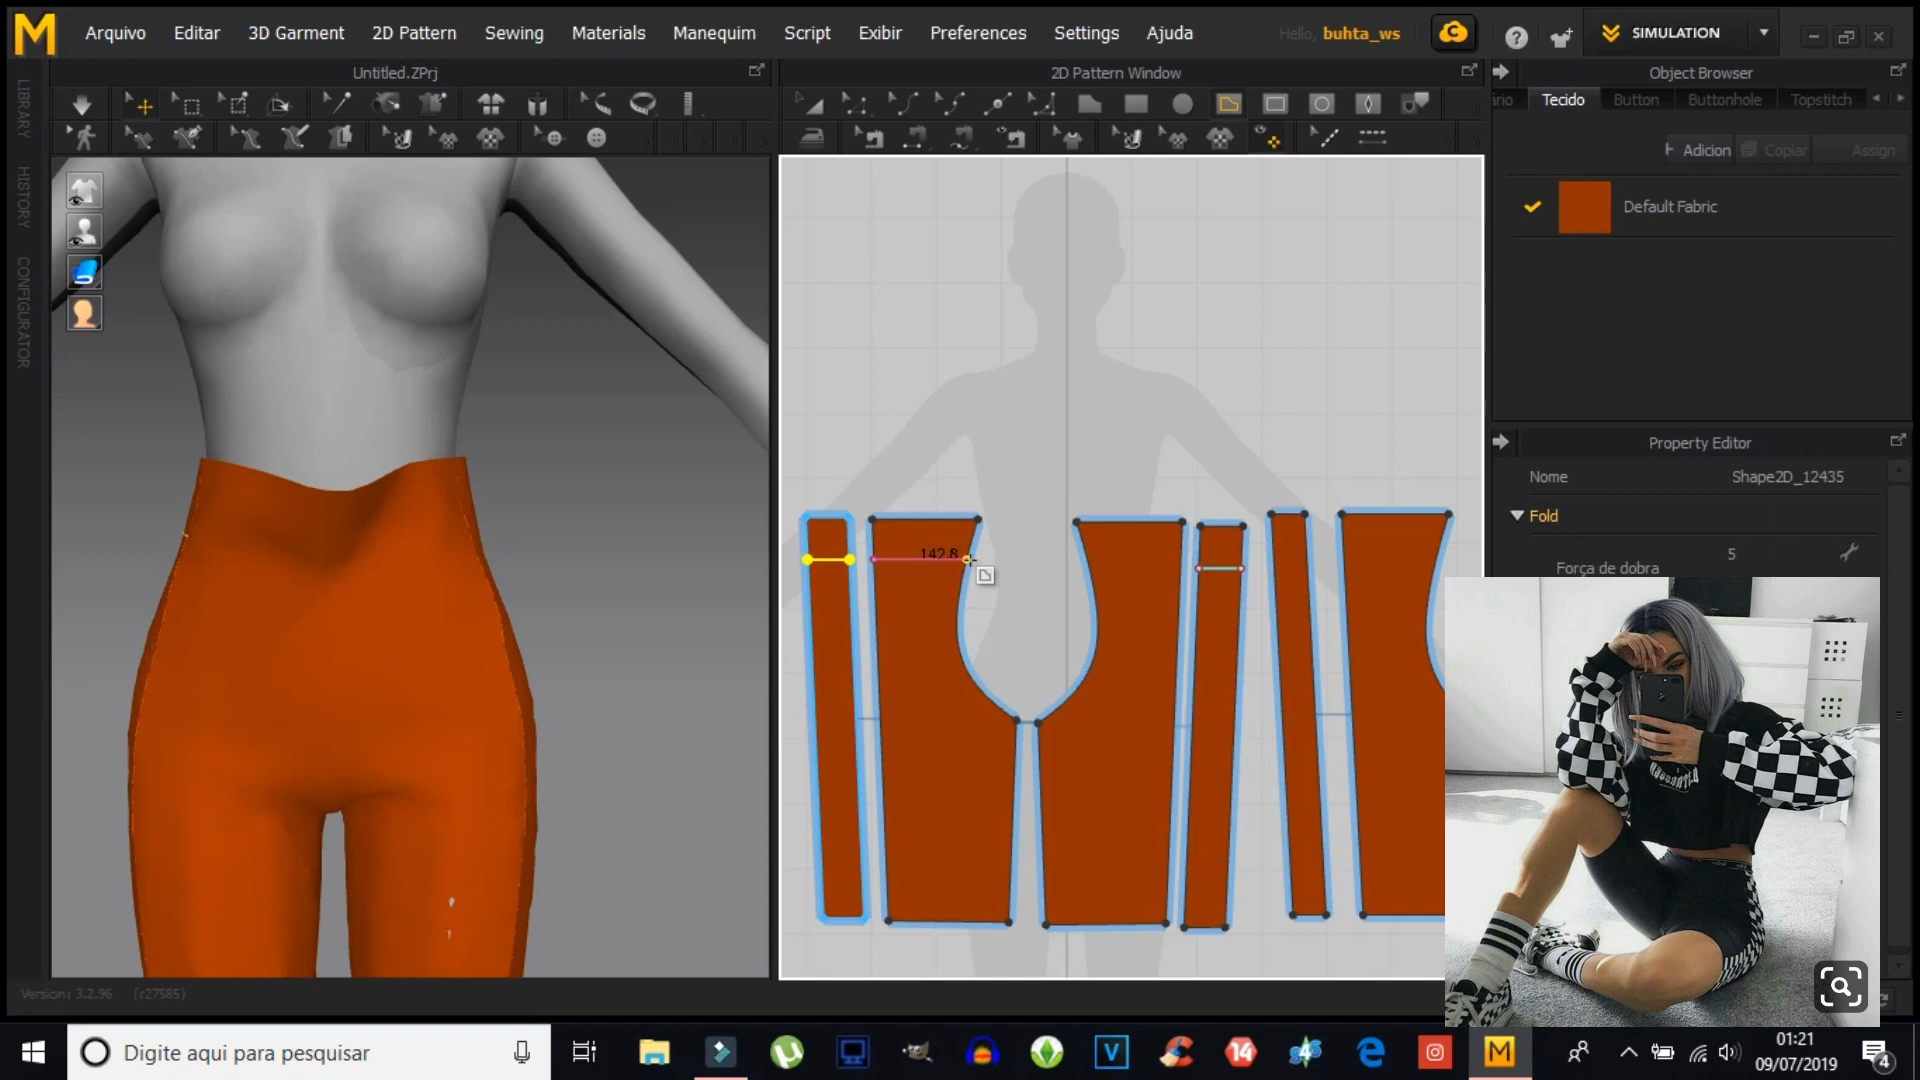 M Arquivo Editar 3D Garment 2D Pattern Sewing Materials Manequim Script Exibir Preferences Settings Ajuda Hello, buhta_ws SIMULATION
Untitled.ZPrj
2D Pattern Window
Object Browser
ário Tecido Button Buttonhole Topstitch
Adicion Copiar Assign
Default Fabric
LIBRARY
HISTORY
CONFIGURATOR
Property Editor
Nome Shape2D_12435
Fold
5
Força de dobra
142.8
Version: 3.2.96 (r27585)
Digite aqui para pesquisar
V
14
M
01:21
09/07/2019
4